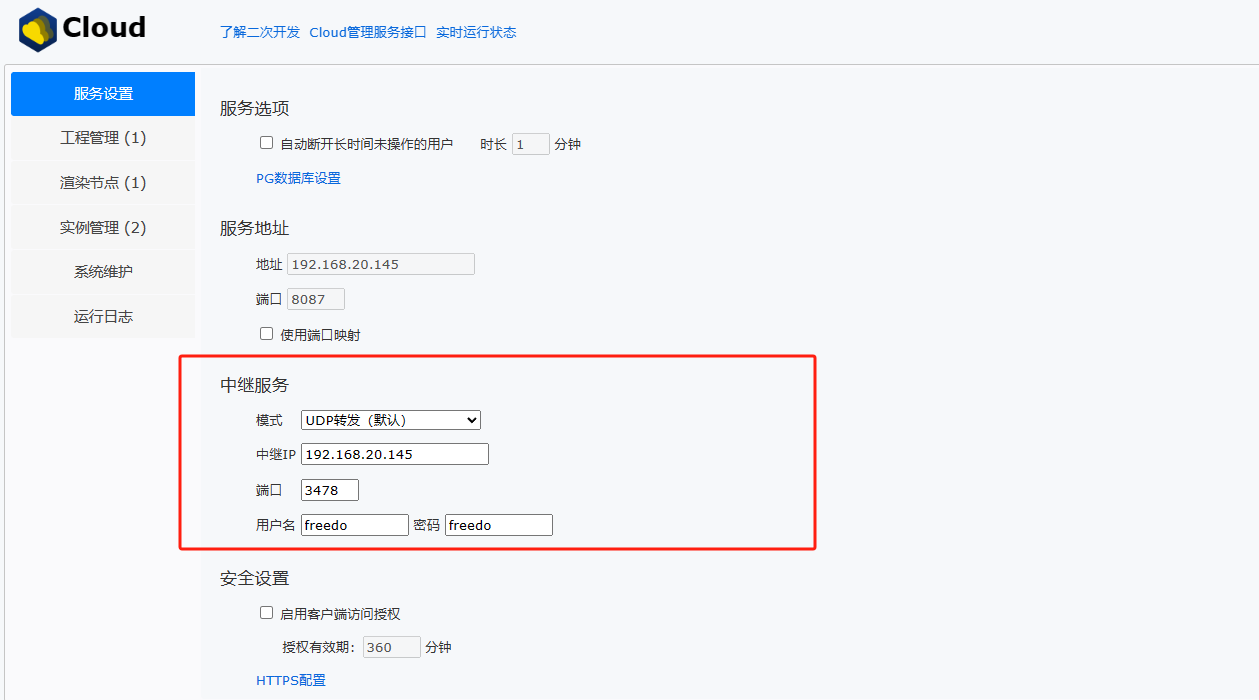 Cloud
了解二次开发 Cloud管理服务接口 实时运行状态
服务设置
工程管理 (1)
渲染节点 (1)
实例管理 (2)
系统维护
运行日志
服务选项
自动断开长时间未操作的用户 时长 1 分钟
PG数据库设置
服务地址
地址 192.168.20.145
端口 8087
使用端口映射
中继服务
模式 UDP转发（默认）
中继IP 192.168.20.145
端口 3478
用户名 freedo 密码 freedo
安全设置
启用客户端访问授权
授权有效期: 360 分钟
HTTPS配置